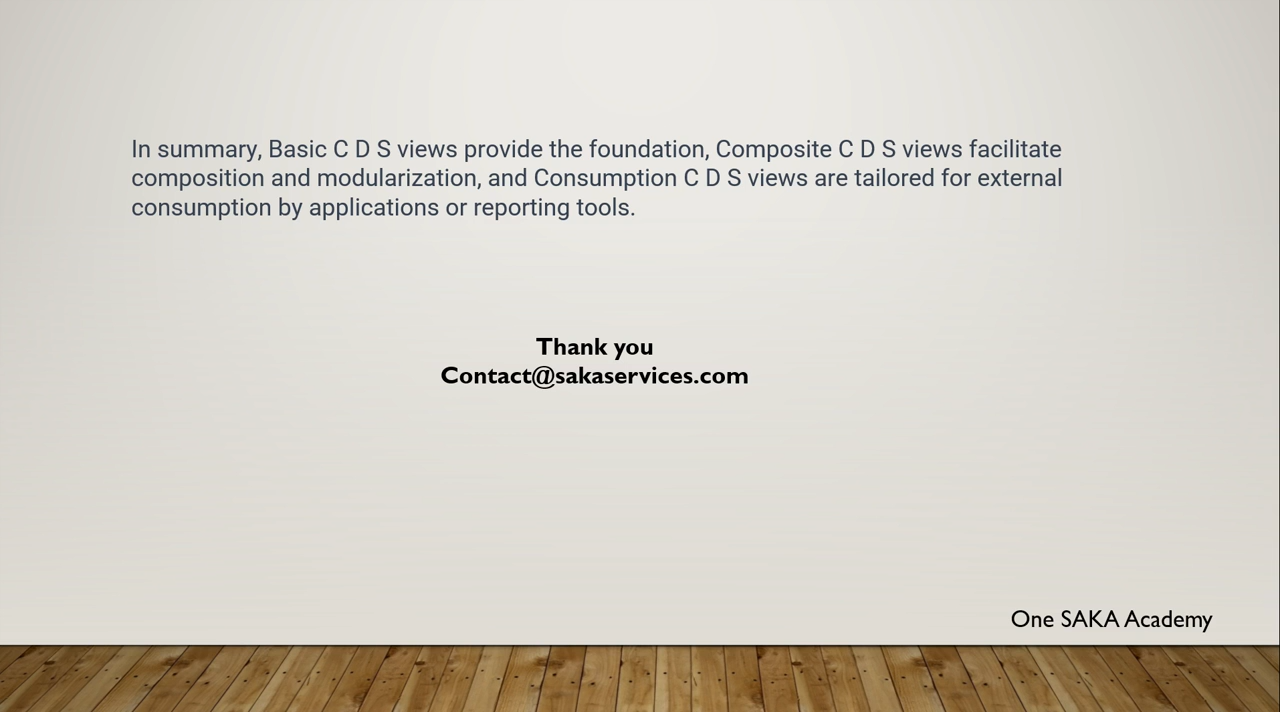 In summary, Basic C D S views provide the foundation, Composite C D S views facilitate
composition and modularization, and Consumption C D S views are tailored for external
consumption by applications or reporting tools.
Thank you
Contact@sakaservices.com
One SAKA Academy